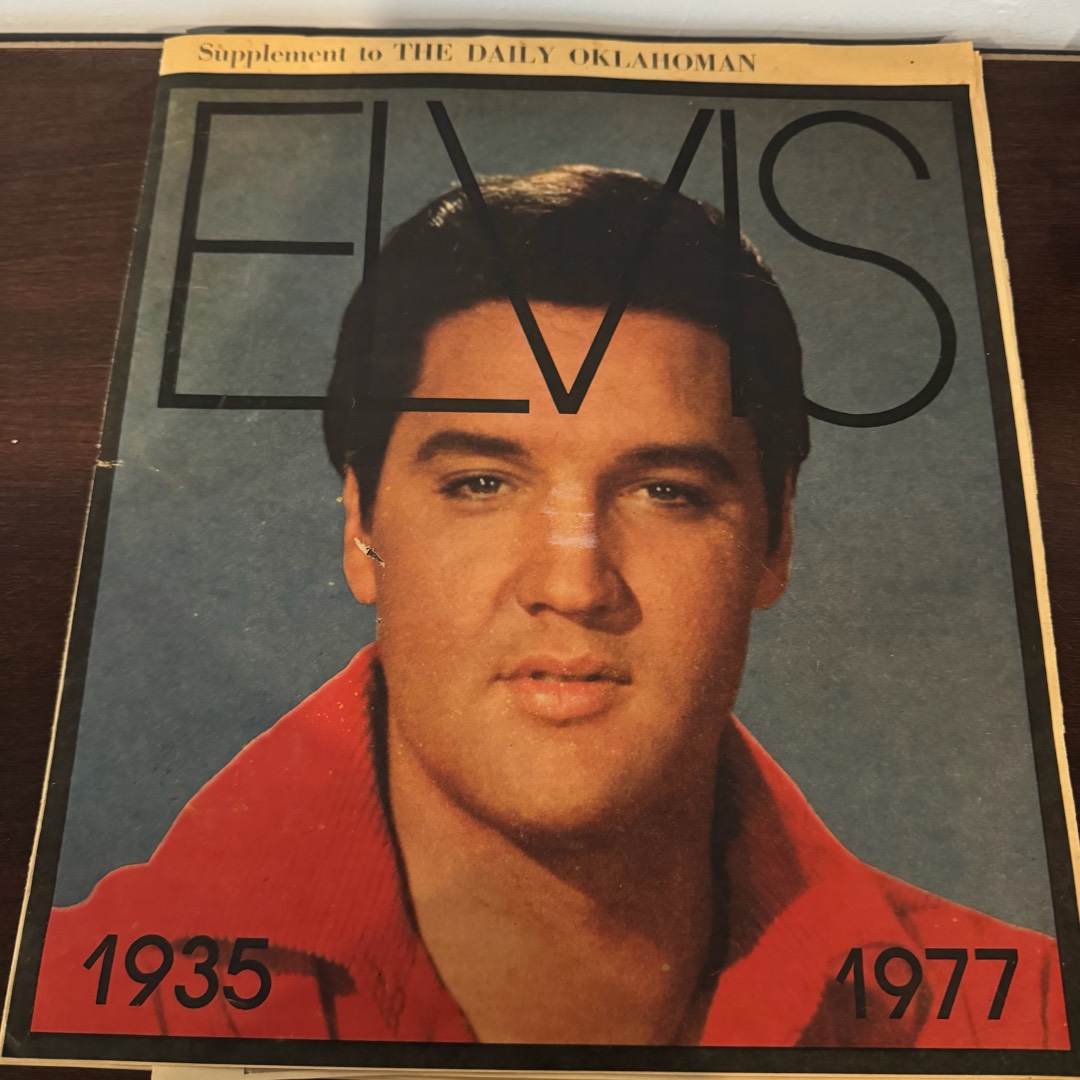 Supplement to THE DAILY OKLAHOMAN
ELVIS
1935 1977